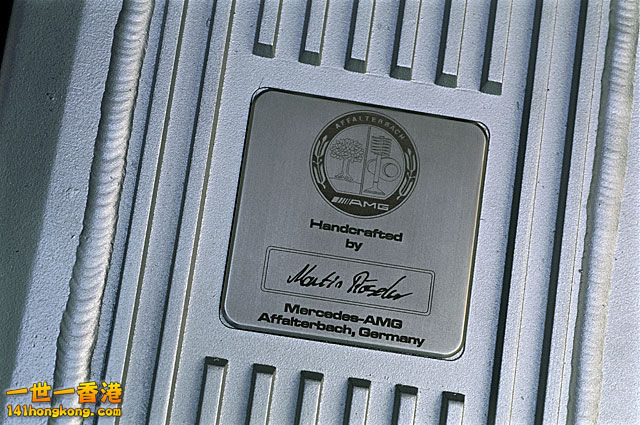 AFFALTERBACH
AMG
Handcrafted
by
Mercedes-AMG
Affalterbach, Germany
一世一香港
141hongkong.com